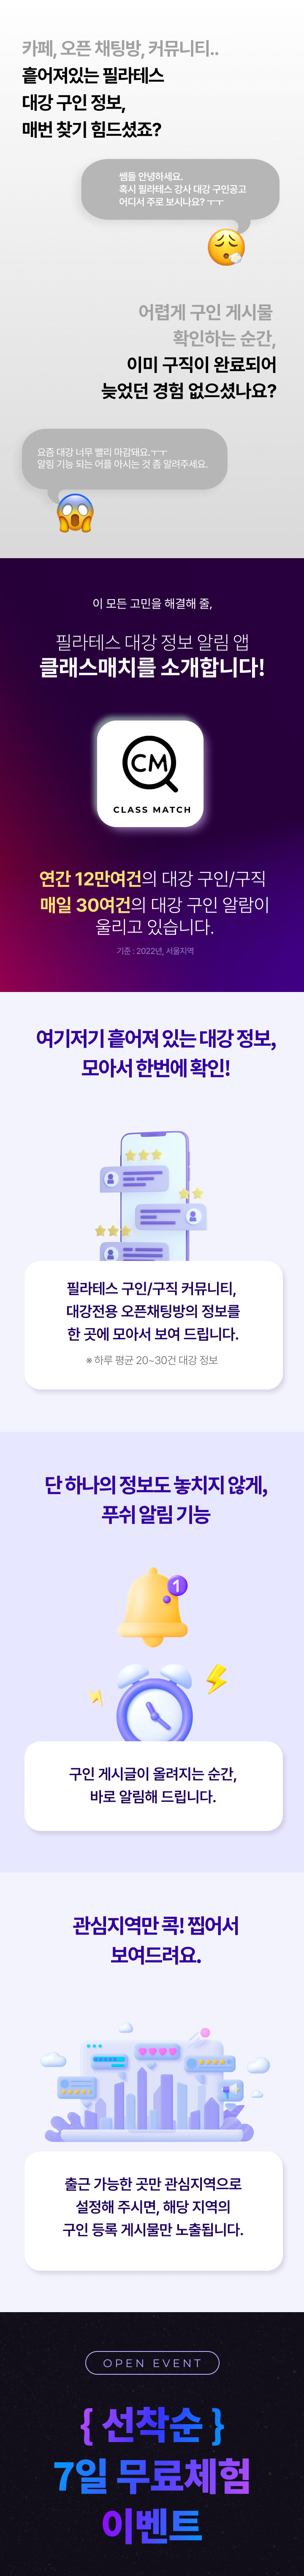 카페, 오픈 채팅방, 커뮤니티..
흩어져있는 필라테스
대강 구인 정보,
매번 찾기 힘드셨죠?
쌤들 안녕하세요.
혹시 필라테스 강사 대강 구인공고
어디서 주로 보시나요? ㅜㅜ
어렵게 구인 게시물
확인하는 순간,
이미 구직이 완료되어
늦었던 경험 없으셨나요?
요즘 대강 너무 빨리 마감돼요.ㅜㅜ
알림 기능 되는 어플 아시는 것 좀 알려주세요.
이 모든 고민을 해결해 줄,
필라테스 대강 정보 알림 앱
클래스매치를 소개합니다!
CM
CLASS MATCH
연간 12만여건의 대강 구인/구직
매일 30여건의 대강 구인 알람이
울리고 있습니다.
기준 : 2022년, 서울지역
여기저기 흩어져 있는 대강 정보,
모아서 한번에 확인!
필라테스 구인/구직 커뮤니티,
대강전용 오픈채팅방의 정보를
한 곳에 모아서 보여 드립니다.
※ 하루 평균 20~30건 대강 정보
단 하나의 정보도 놓치지 않게,
푸쉬 알림 기능
1
구인 게시글이 올려지는 순간,
바로 알림해 드립니다.
관심지역만 콕! 찝어서
보여드려요.
출근 가능한 곳만 관심지역으로
설정해 주시면, 해당 지역의
구인 등록 게시물만 노출됩니다.
OPEN EVENT
{ 선착순 }
7일 무료체험
이벤트